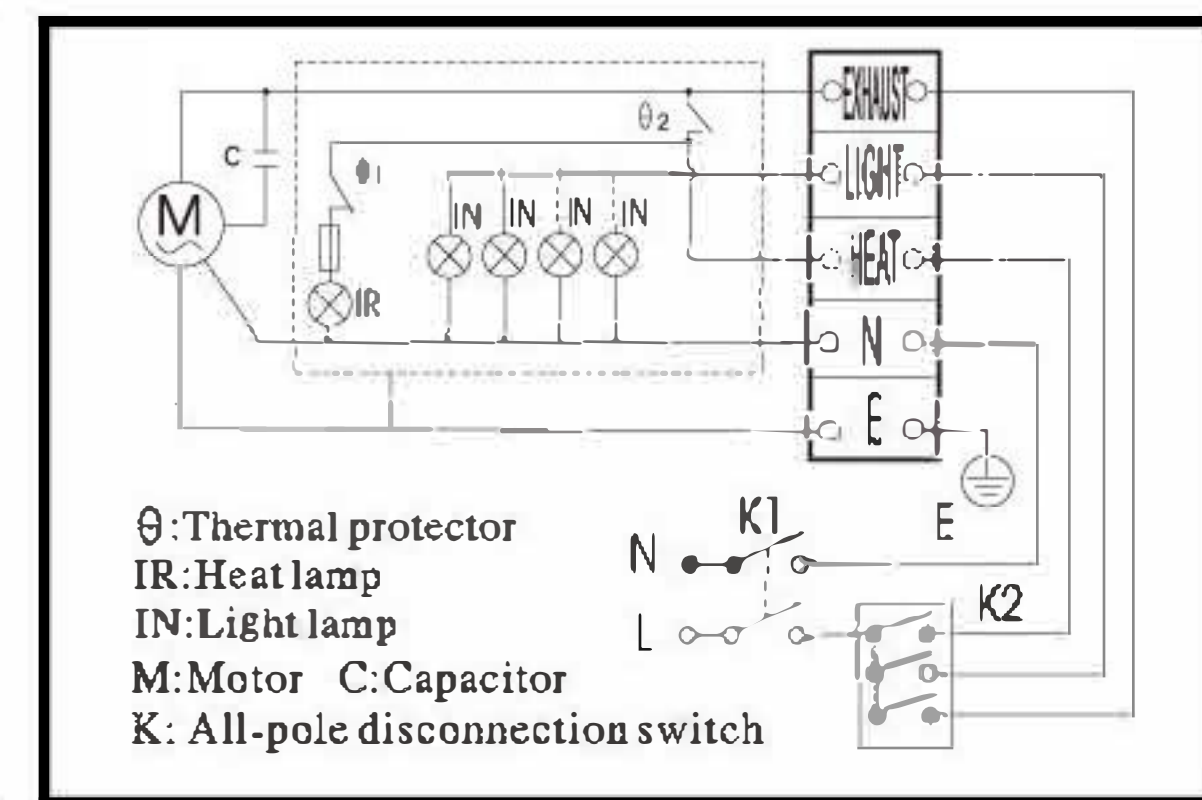 EXHAUST
θ2
C
LIGHT
M
IN IN IN IN
HEAT
IR
N
E
E
K1
N
K2
L
θ:Thermal protector
IR:Heat lamp
IN:Light lamp
M:Motor C:Capacitor
K: All-pole disconnection switch